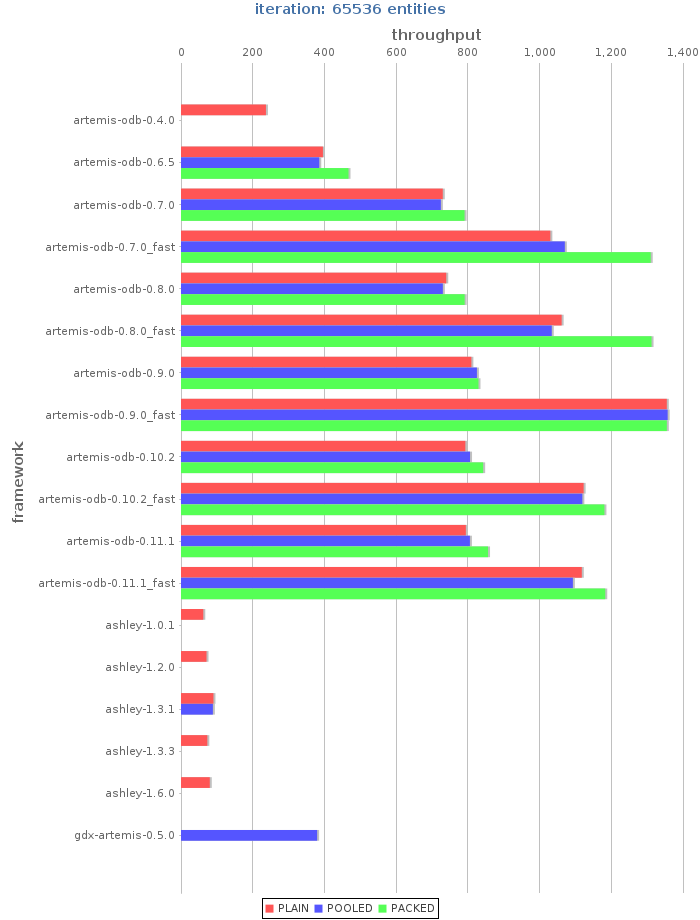 iteration: 65536 entities
throughput
0 200 400 600 800 1,000 1,200 1,400
framework
artemis-odb-0.4.0
artemis-odb-0.6.5
artemis-odb-0.7.0
artemis-odb-0.7.0_fast
artemis-odb-0.8.0
artemis-odb-0.8.0_fast
artemis-odb-0.9.0
artemis-odb-0.9.0_fast
artemis-odb-0.10.2
artemis-odb-0.10.2_fast
artemis-odb-0.11.1
artemis-odb-0.11.1_fast
ashley-1.0.1
ashley-1.2.0
ashley-1.3.1
ashley-1.3.3
ashley-1.6.0
gdx-artemis-0.5.0
PLAIN POOLED PACKED